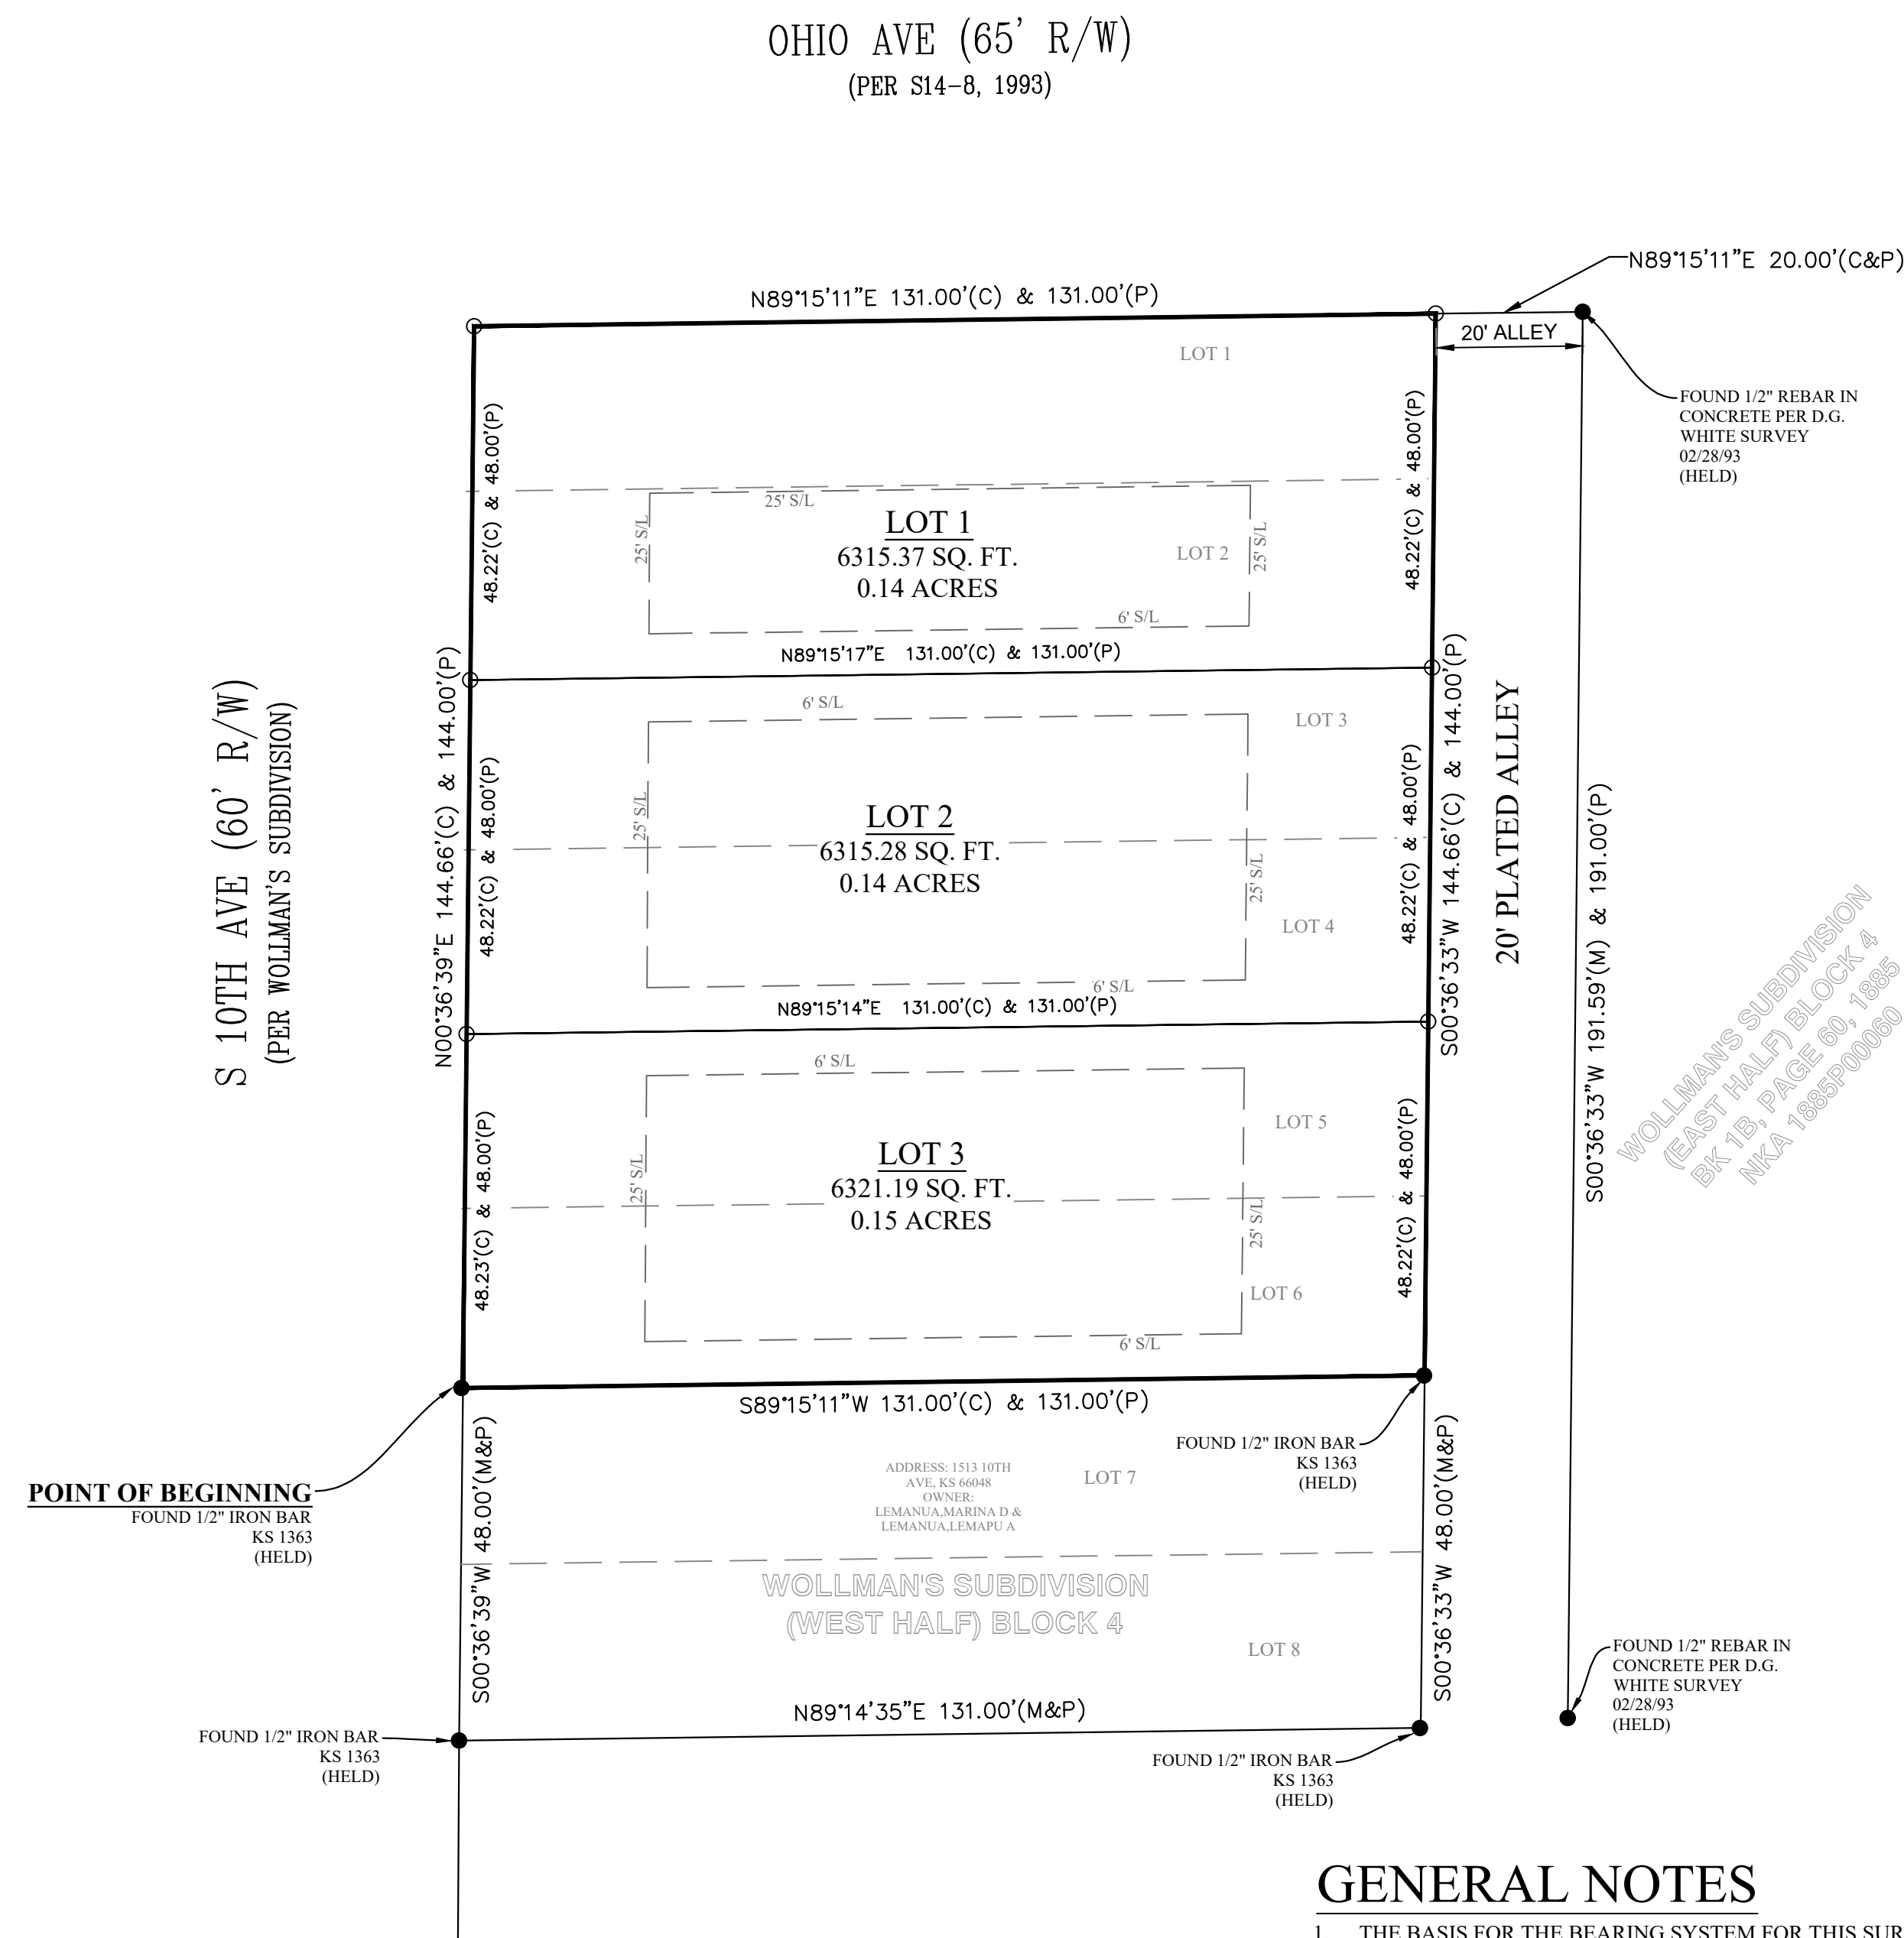 OHIO AVE (65' R/W)
(PER S14-8, 1993)
N89°15'11"E 20.00'(C&P)
N89°15'11"E 131.00'(C) & 131.00'(P)
20' ALLEY
LOT 1
FOUND 1/2" REBAR IN
CONCRETE PER D.G.
WHITE SURVEY
02/28/93
(HELD)
48.22'(C) & 48.00'(P)
48.22'(C) & 48.00'(P)
25' S/L
25' S/L
LOT 1
6315.37 SQ. FT.
0.14 ACRES
LOT 2
25' S/L
6' S/L
N89°15'17"E 131.00'(C) & 131.00'(P)
S 10TH AVE (60' R/W)
(PER WOLLMAN'S SUBDIVISION)
N00°36'39"E 144.66'(C) & 144.00'(P)
S00°36'33"W 144.66'(C) & 144.00'(P)
20' PLATED ALLEY
S00°36'33"W 191.59'(M) & 191.00'(P)
6' S/L
LOT 3
48.22'(C) & 48.00'(P)
48.22'(C) & 48.00'(P)
25' S/L
LOT 2
6315.28 SQ. FT.
0.14 ACRES
25' S/L
LOT 4
6' S/L
N89°15'14"E 131.00'(C) & 131.00'(P)
WOLLMAN'S SUBDIVISION
(EAST HALF) BLOCK 4
BK 1B, PAGE 60, 1885
NKA 1885P00060
6' S/L
LOT 5
48.23'(C) & 48.00'(P)
48.22'(C) & 48.00'(P)
25' S/L
LOT 3
6321.19 SQ. FT.
0.15 ACRES
25' S/L
LOT 6
6' S/L
S89°15'11"W 131.00'(C) & 131.00'(P)
POINT OF BEGINNING
FOUND 1/2" IRON BAR
KS 1363
(HELD)
FOUND 1/2" IRON BAR
KS 1363
(HELD)
S00°36'39"W 48.00'(M&P)
S00°36'33"W 48.00'(M&P)
ADDRESS: 1513 10TH
AVE, KS 66048
OWNER:
LEMANUA,MARINA D &
LEMANUA,LEMAPU A
LOT 7
WOLLMAN'S SUBDIVISION
(WEST HALF) BLOCK 4
LOT 8
N89°14'35"E 131.00'(M&P)
FOUND 1/2" REBAR IN
CONCRETE PER D.G.
WHITE SURVEY
02/28/93
(HELD)
FOUND 1/2" IRON BAR
KS 1363
(HELD)
FOUND 1/2" IRON BAR
KS 1363
(HELD)
GENERAL NOTES
1. THE BASIS FOR THE BEARING SYSTEM FOR THIS SUR